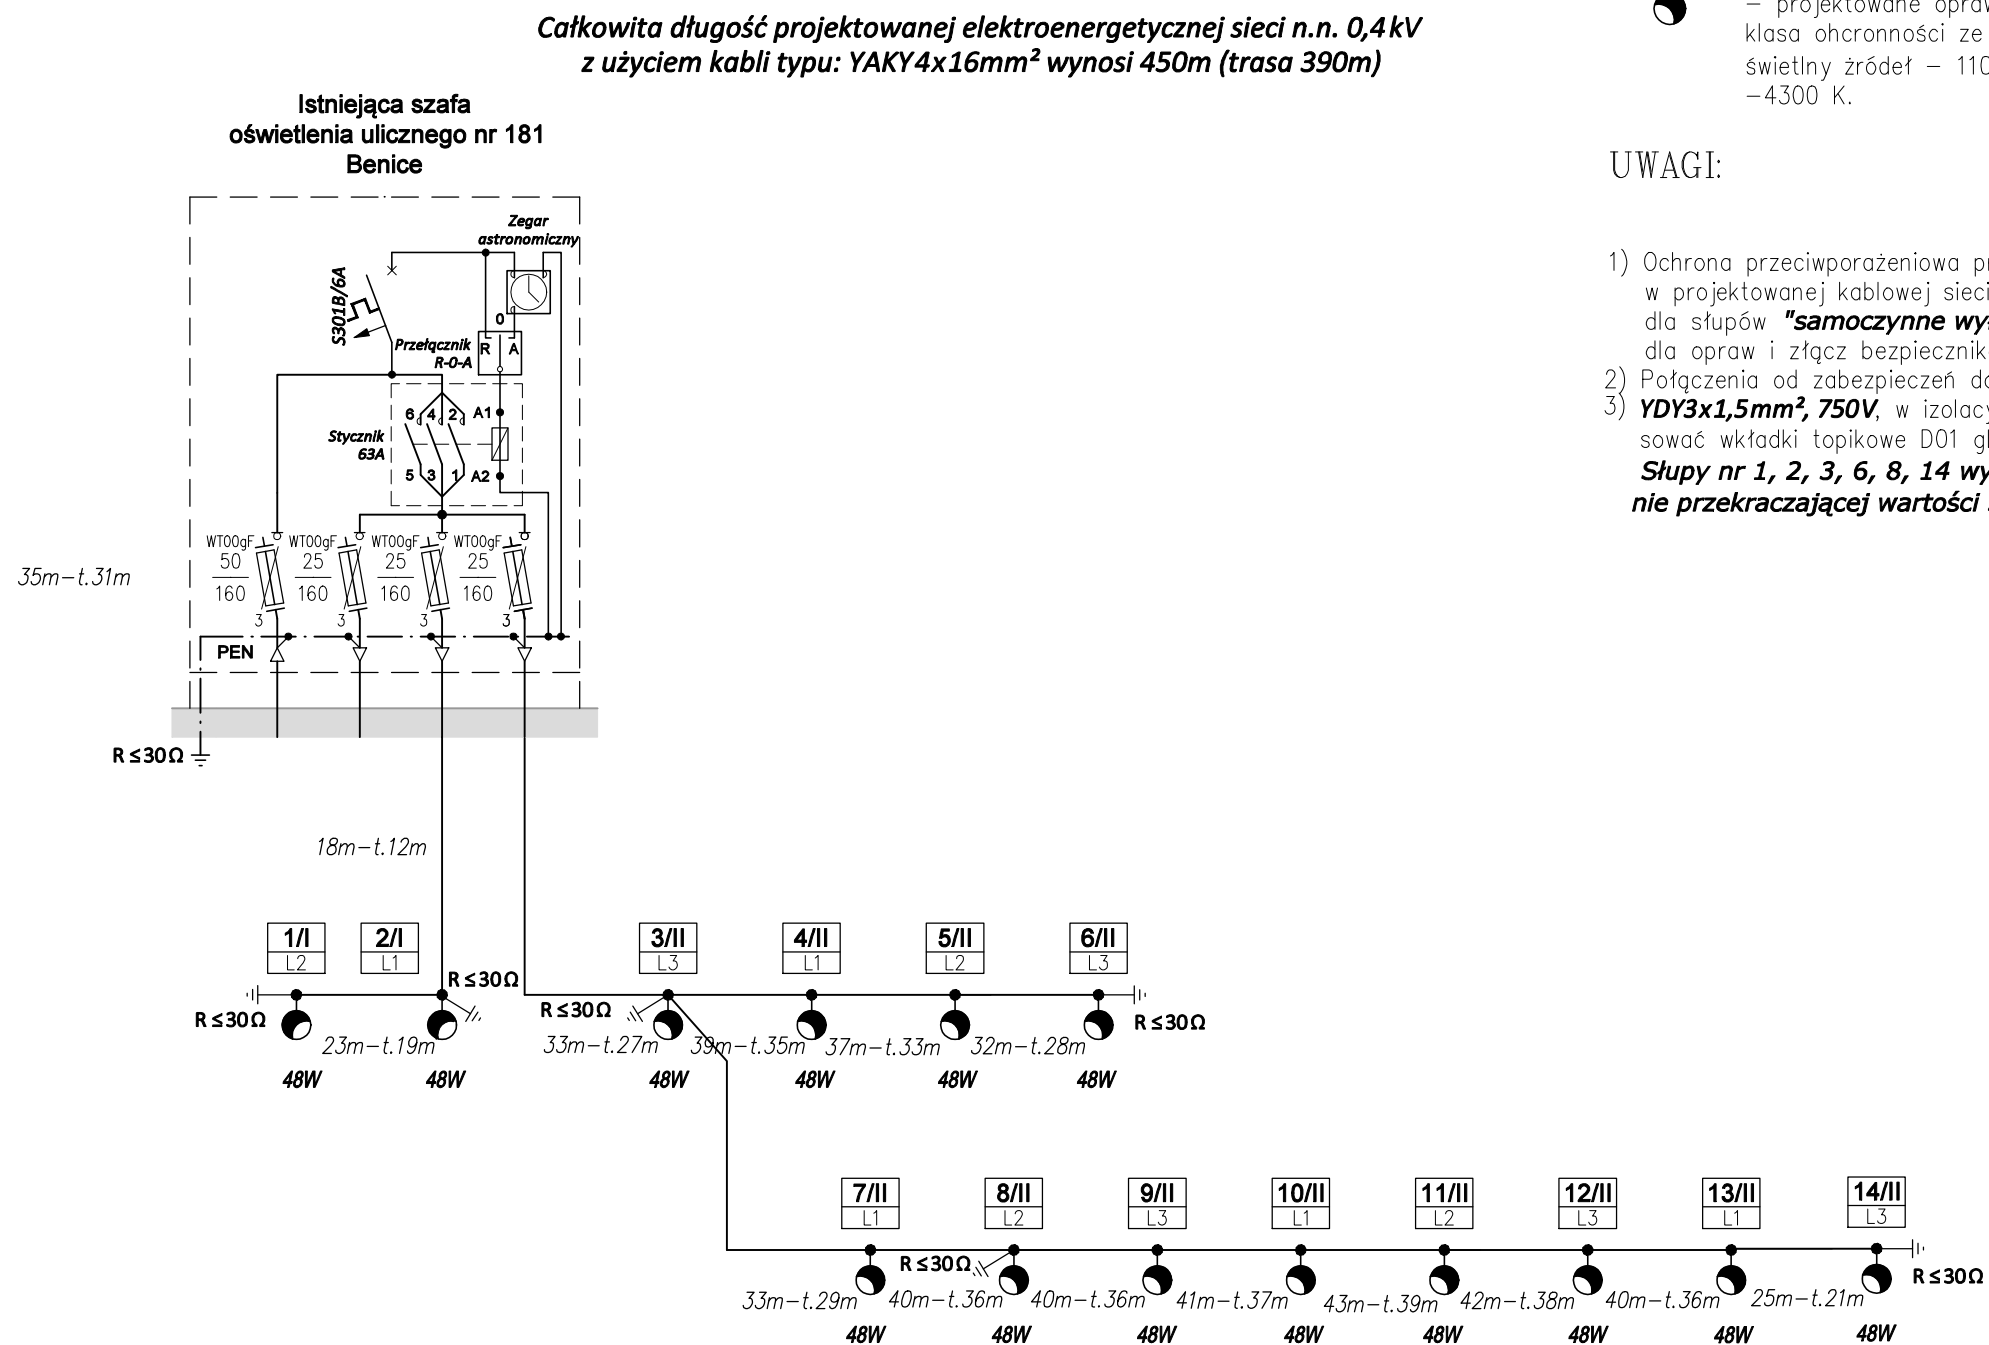 Całkowita długość projektowanej elektroenergetycznej sieci n.n. 0,4kV
z użyciem kabli typu: YAKY4x16mm² wynosi 450m (trasa 390m)
– projektowane
klasa ohcronności ze
świetlny żródeł – 110
–4300 K.
Istniejąca szafa
oświetlenia ulicznego nr 181
Benice
UWAGI:
1) Ochrona przeciwporażeniowa
w projektowanej kablowej sieci
dla słupów "samoczynne
dla opraw i złącz
2) Połączenia od zabezpieczeń
3) YDY3x1,5mm², 750V, w
sować wkładki topikowe D01
Słupy nr 1, 2, 3, 6, 8, 14
nie przekraczającej wartości
Zegar
astronomiczny
S301B/6A
0
Przełącznik
R-0-A
R A
6 4 2 A1
Stycznik
63A
5 3 1 A2
WT00gF WT00gF WT00gF WT00gF
50 25 25 25
160 160 160 160
3 3 3 3
35m–t.31m
PEN
R≤30Ω
18m–t.12m
1/I 2/I 3/II 4/II 5/II 6/II
L2 L1 L3 L1 L2 L3
R≤30Ω R≤30Ω R≤30Ω R≤30Ω
23m–t.19m 33m–t.27m 39m–t.35m 37m–t.33m 32m–t.28m
48W 48W 48W 48W 48W 48W
7/II 8/II 9/II 10/II 11/II 12/II 13/II 14/II
L1 L2 L3 L1 L2 L3 L1 L3
R≤30Ω R≤30Ω
33m–t.29m 40m–t.36m 40m–t.36m 41m–t.37m 43m–t.39m 42m–t.38m 40m–t.36m 25m–t.21m
48W 48W 48W 48W 48W 48W 48W 48W